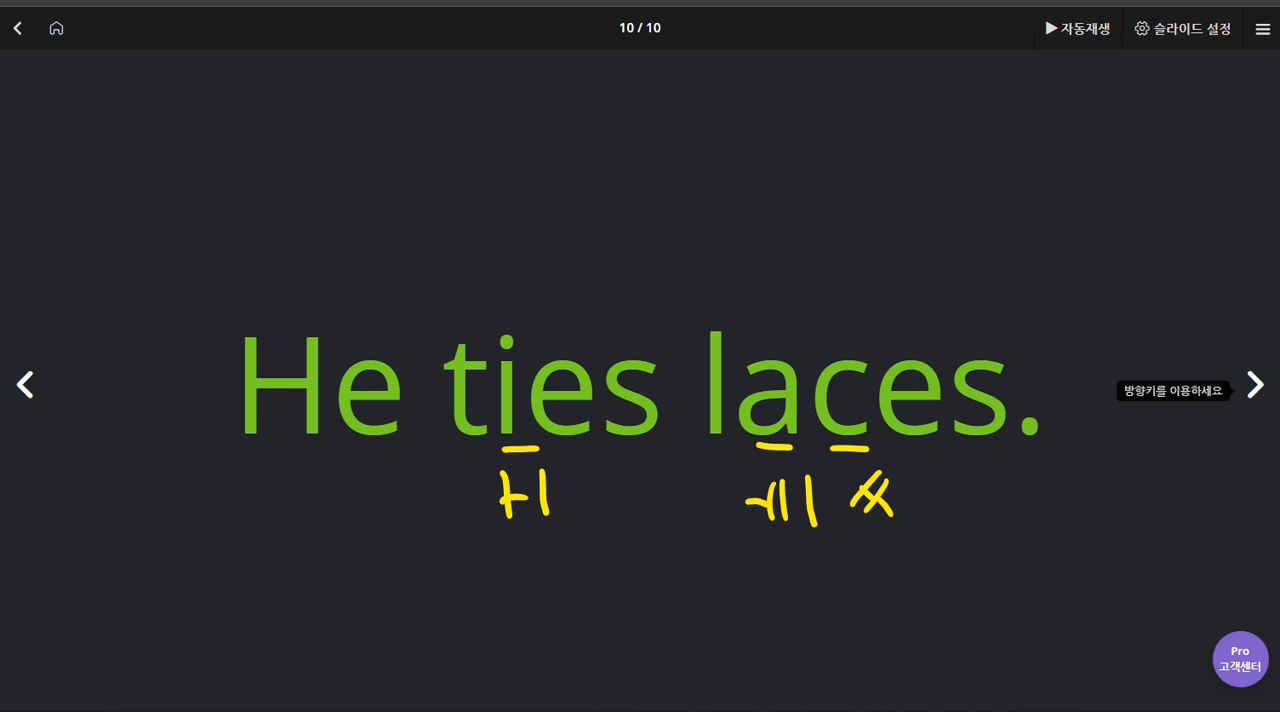 10 / 10
자동재생
슬라이드 설정
He ties laces.
방향키를 이용하세요
ㅏㅣ ㅔㅣ ㅆ
Pro
고객센터